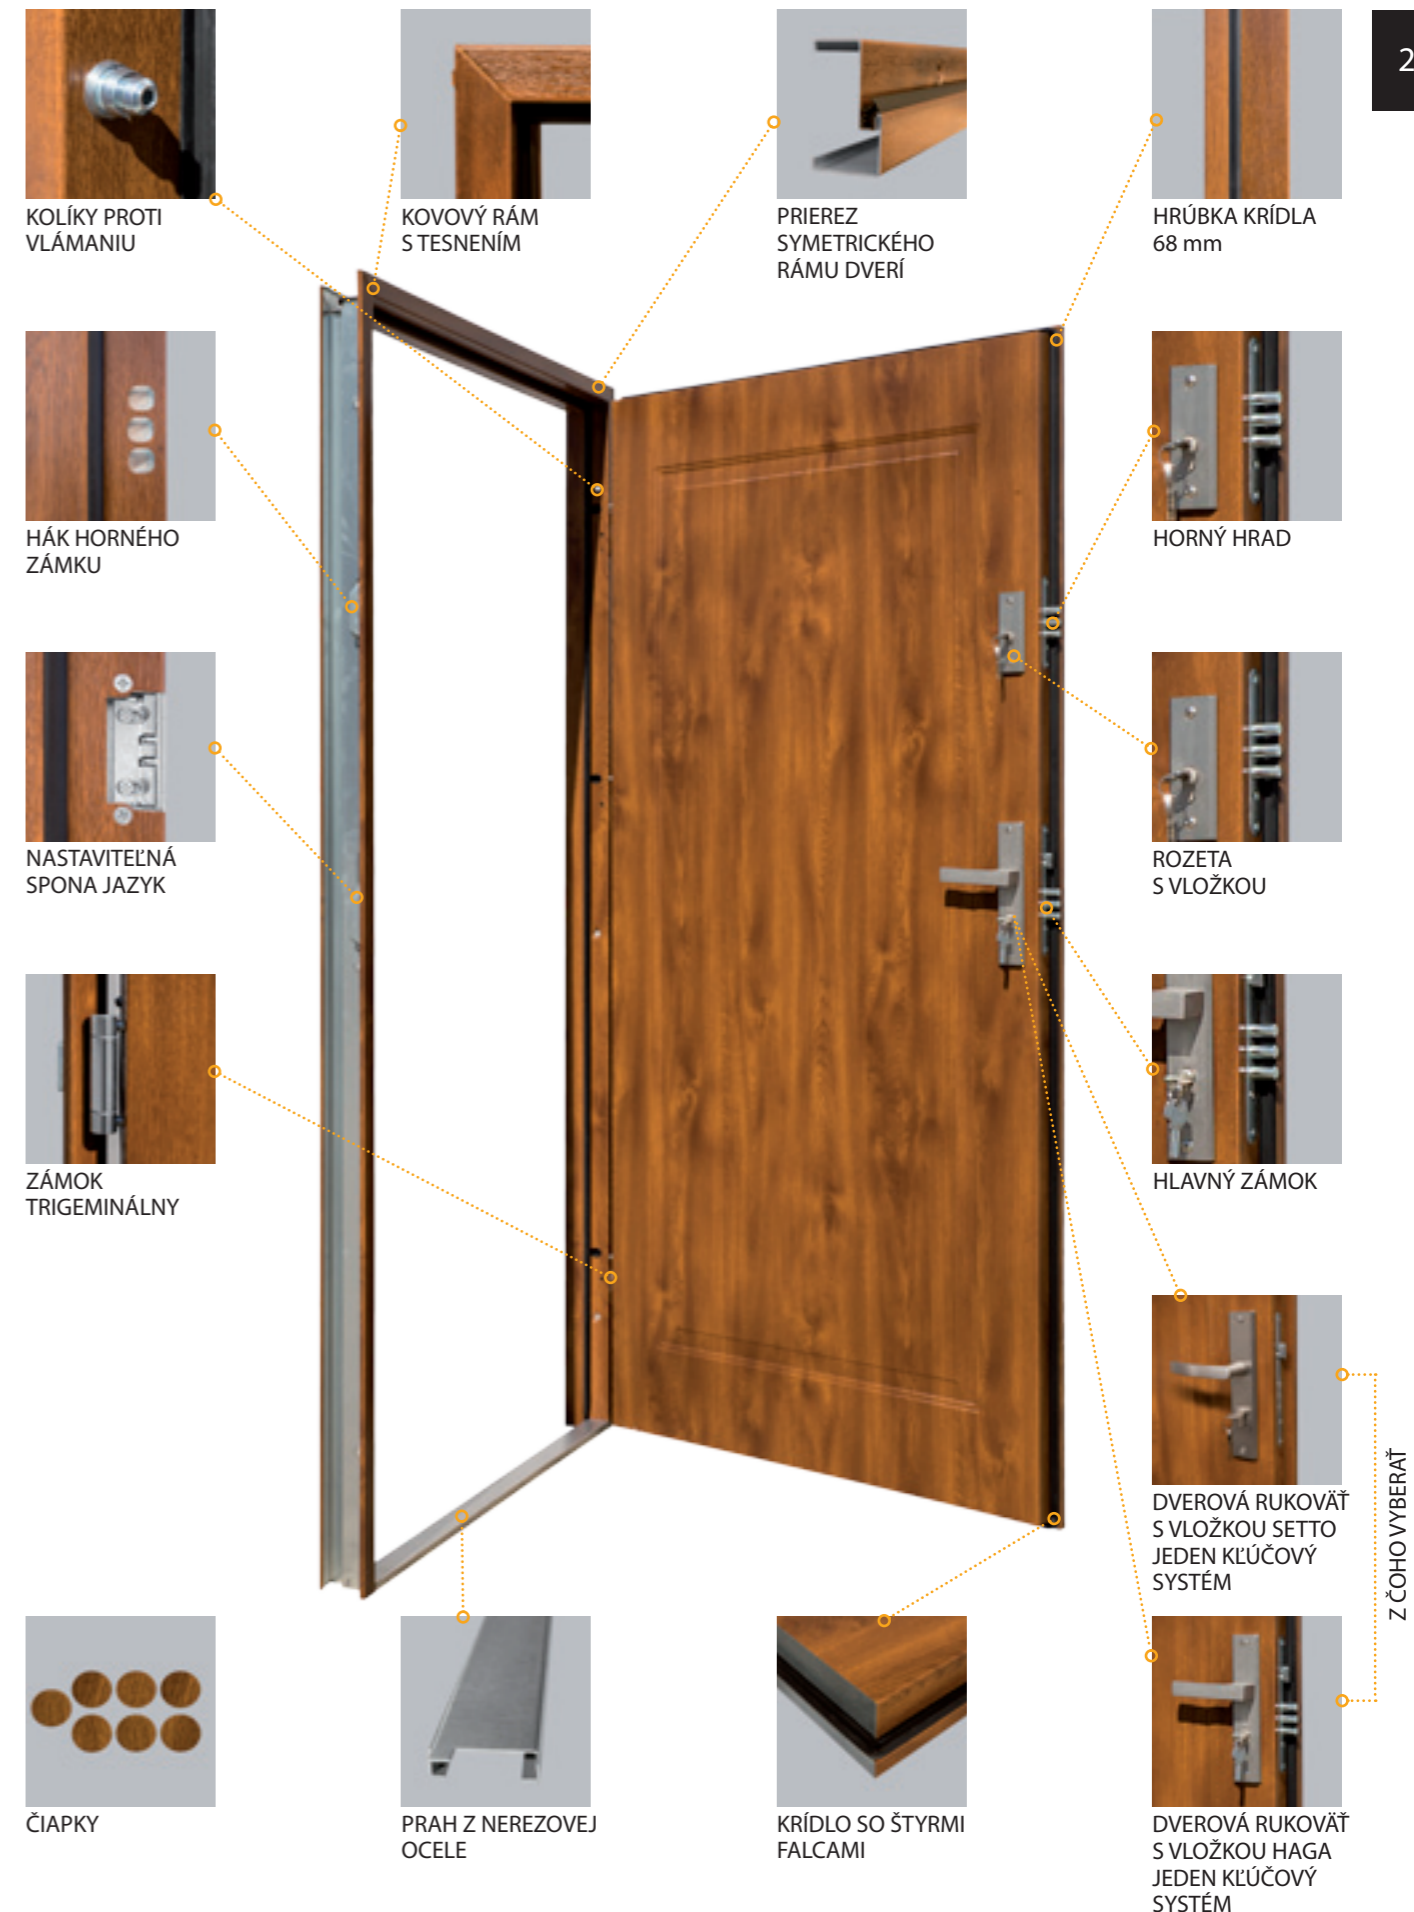 2
KOLÍKY PROTI
VLÁMANIU
KOVOVÝ RÁM
S TESNENÍM
PRIEREZ
SYMETRICKÉHO
RÁMU DVERÍ
HRÚBKA KRÍDLA
68 mm
HÁK HORNÉHO
ZÁMKU
HORNÝ HRAD
NASTAVITEĽNÁ
SPONA JAZYK
ROZETA
S VLOŽKOU
ZÁMOK
TRIGEMINÁLNY
HLAVNÝ ZÁMOK
DVEROVÁ RUKOVÄŤ
S VLOŽKOU SETTO
JEDEN KĽÚČOVÝ
SYSTÉM
Z ČOHO VYBERAŤ
ČIAPKY
PRAH Z NEREZOVEJ
OCELE
KRÍDLO SO ŠTYRMI
FALCAMI
DVEROVÁ RUKOVÄŤ
S VLOŽKOU HAGA
JEDEN KĽÚČOVÝ
SYSTÉM